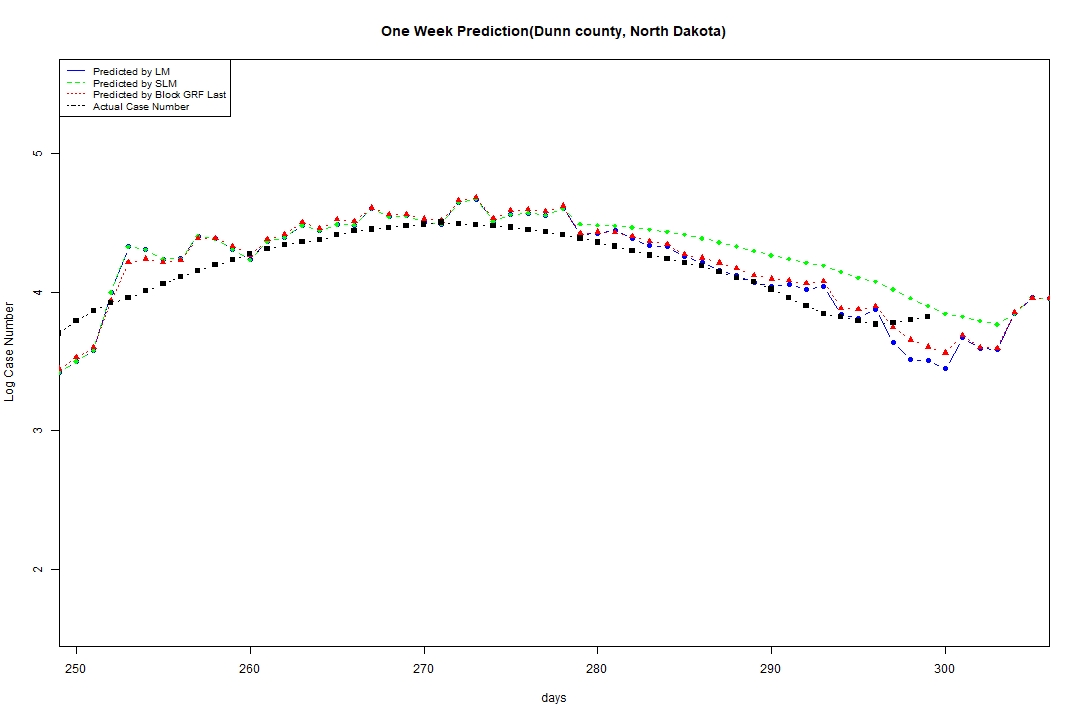 One Week Prediction(Dunn county, North Dakota)
Predicted by LM
Predicted by SLM
Predicted by Block GRF Last
Actual Case Number
5
4
3
2
Log Case Number
250 260 270 280 290 300
days